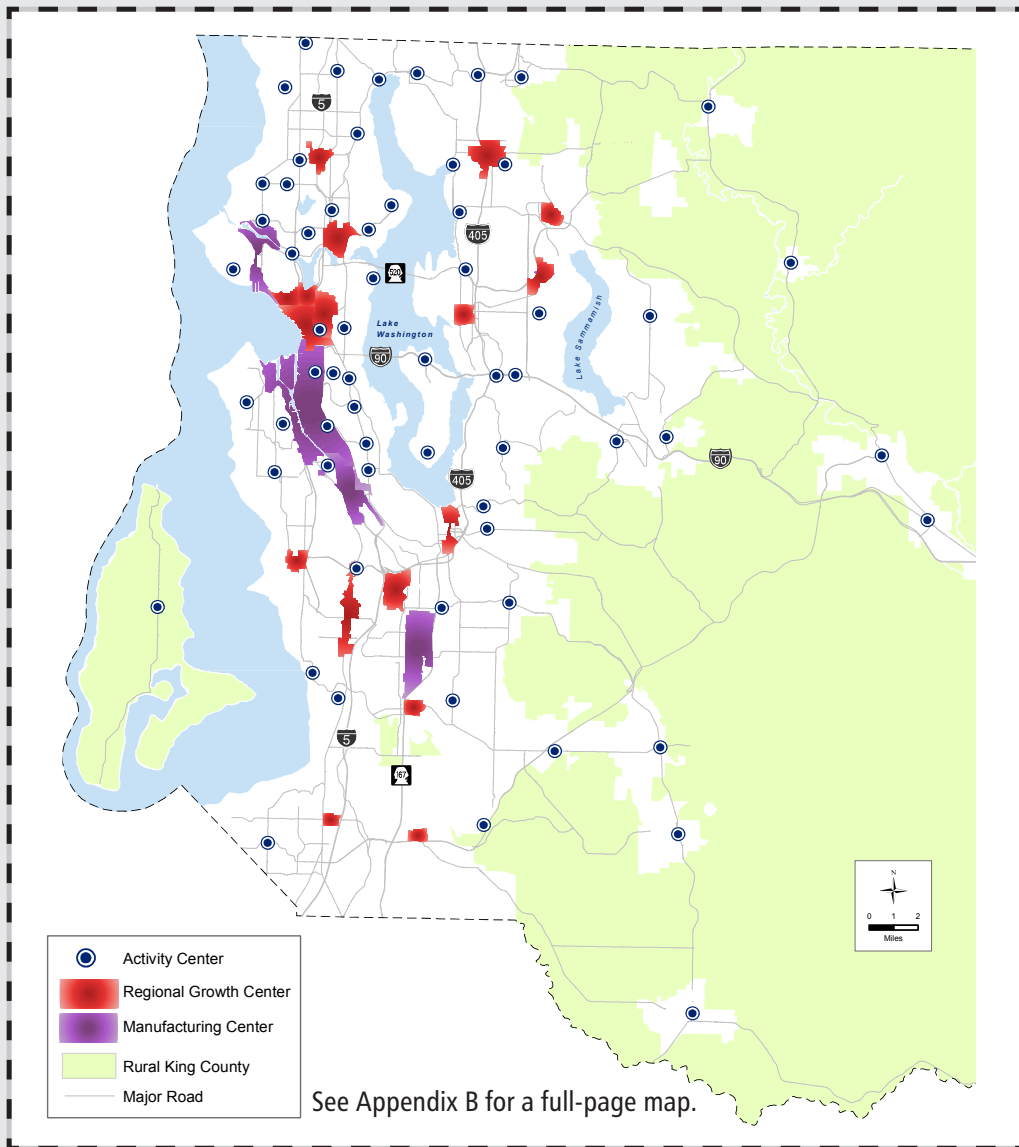 5
405
520
Lake
Washington
90
Lake Sammamish
405
90
5
167
N
0 1 2
Miles
Activity Center
Regional Growth Center
Manufacturing Center
Rural King County
Major Road
See Appendix B for a full-page map.